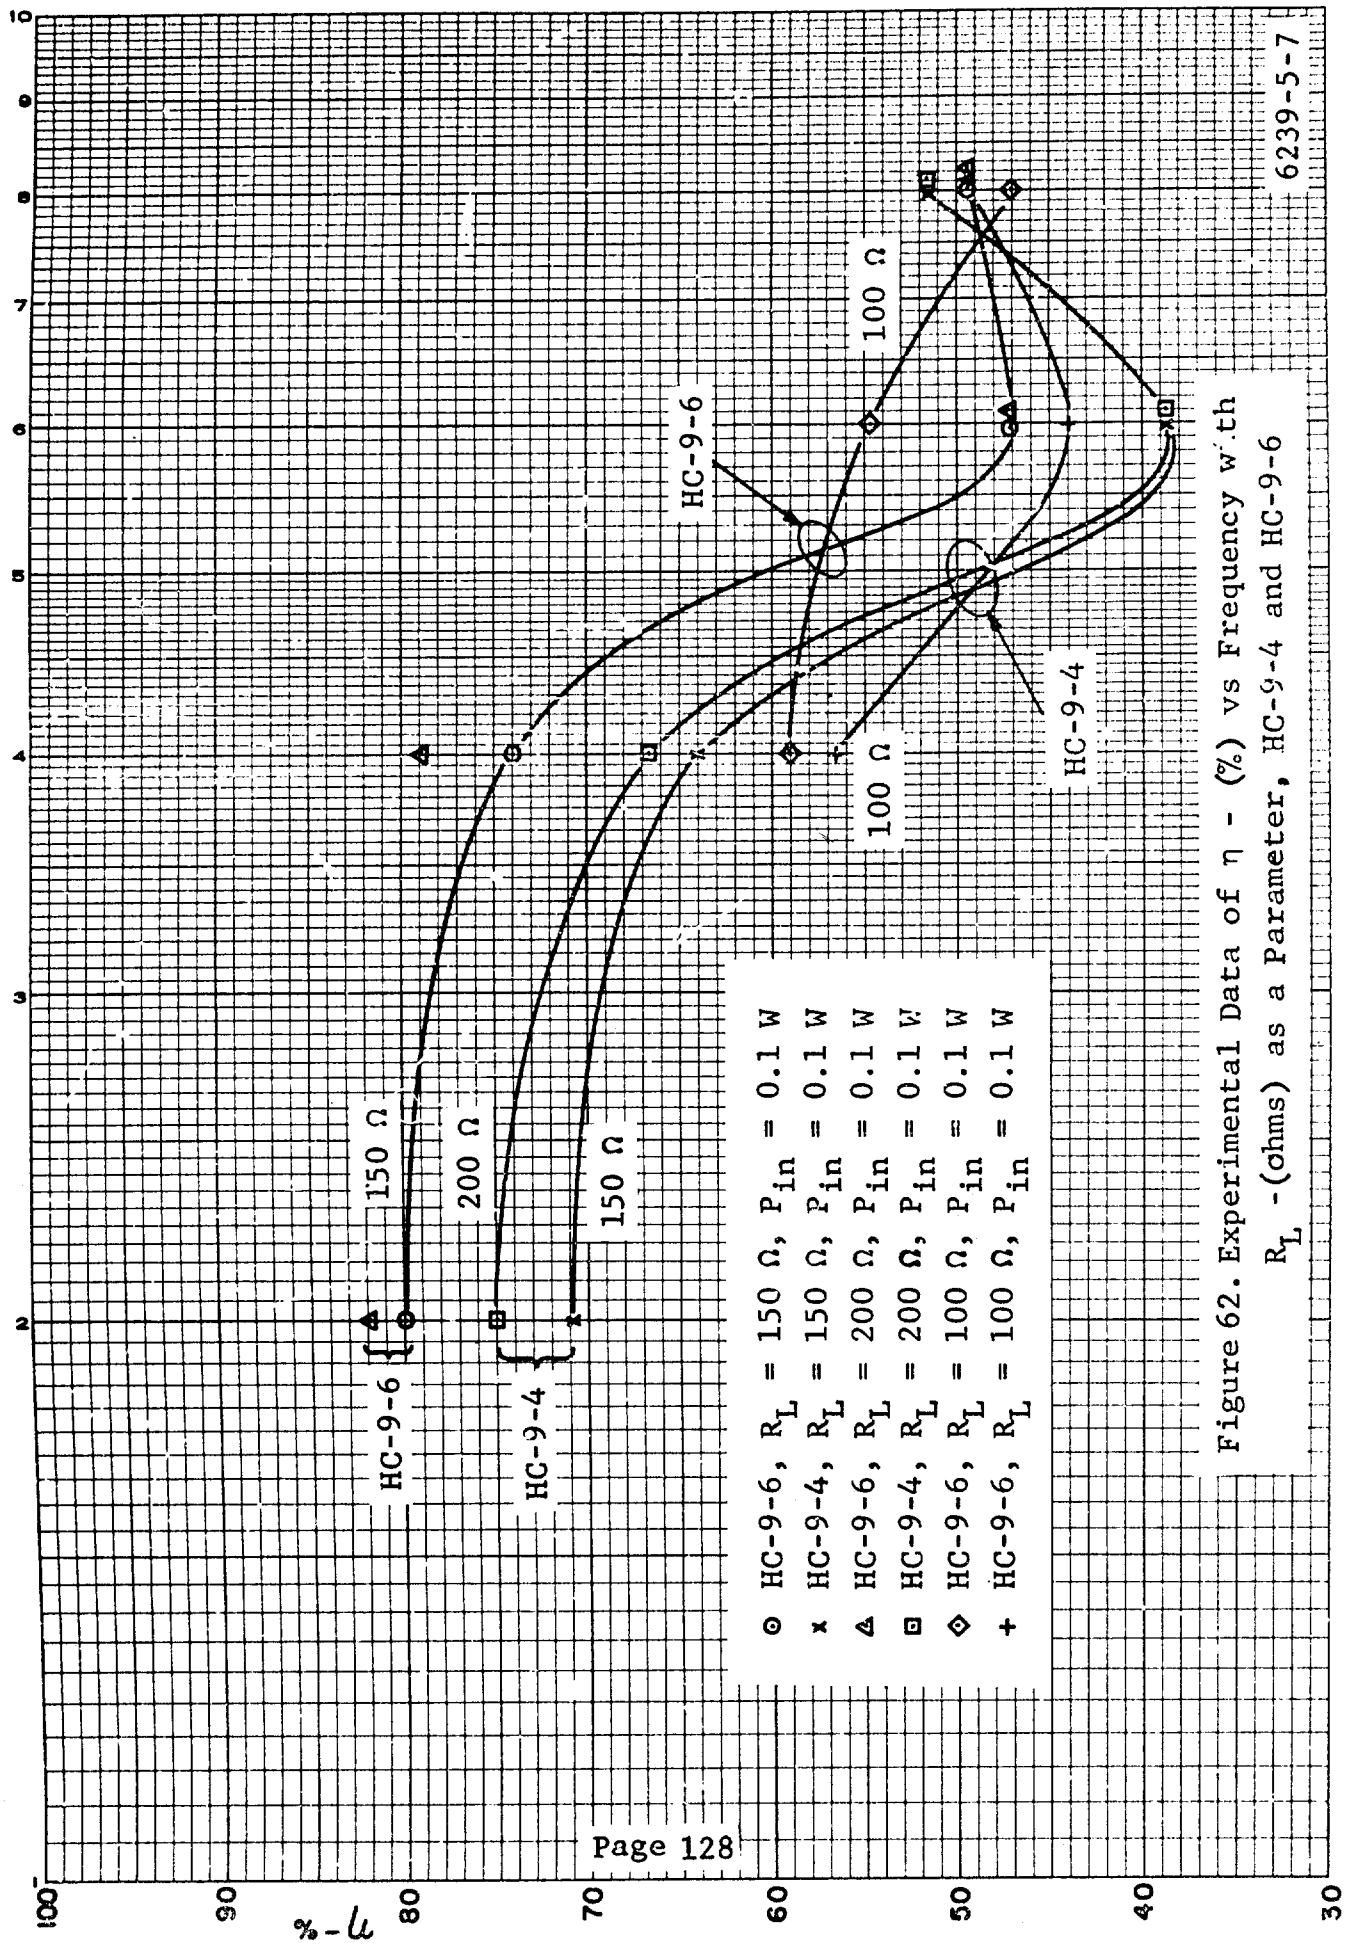 η-%
100
90
80
70
60
50
40
30
1
2
3
4
5
6
7
8
9
10
HC-9-6
150 Ω
200 Ω
HC-9-4
150 Ω
HC-9-6
100 Ω
100 Ω
HC-9-4
⊙ HC-9-6, R_L = 150 Ω, P_in = 0.1 W
x HC-9-4, R_L = 150 Ω, P_in = 0.1 W
△ HC-9-6, R_L = 200 Ω, P_in = 0.1 W
⊡ HC-9-4, R_L = 200 Ω, P_in = 0.1 W
◇ HC-9-6, R_L = 100 Ω, P_in = 0.1 W
+ HC-9-6, R_L = 100 Ω, P_in = 0.1 W
6239-5-7
Figure 62. Experimental Data of η - (%) vs Frequency w.th
R_L -(ohms) as a Parameter, HC-9-4 and HC-9-6
Page 128